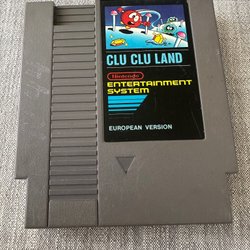 CLU CLU LAND
Nintendo
ENTERTAINMENT
SYSTEM
EUROPEAN VERSION